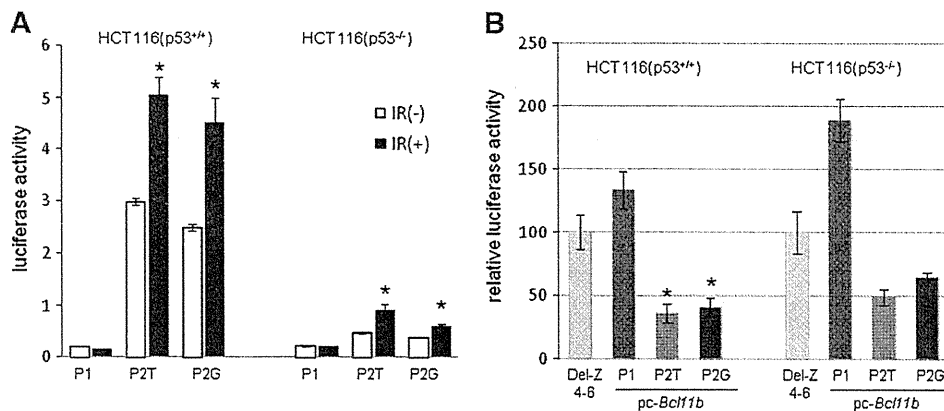 A
HCT116(p53+/+) HCT116(p53-/-)
6
5
4
3
2
1
0
luciferase activity
* * * *
IR(-)
IR(+)
P1 P2T P2G P1 P2T P2G
B
HCT116(p53+/+) HCT116(p53-/-)
250
200
150
100
50
0
relative luciferase activity
* *
Del-Z P1 P2T P2G Del-Z P1 P2T P2G
4-6 pc-Bcl11b 4-6 pc-Bcl11b